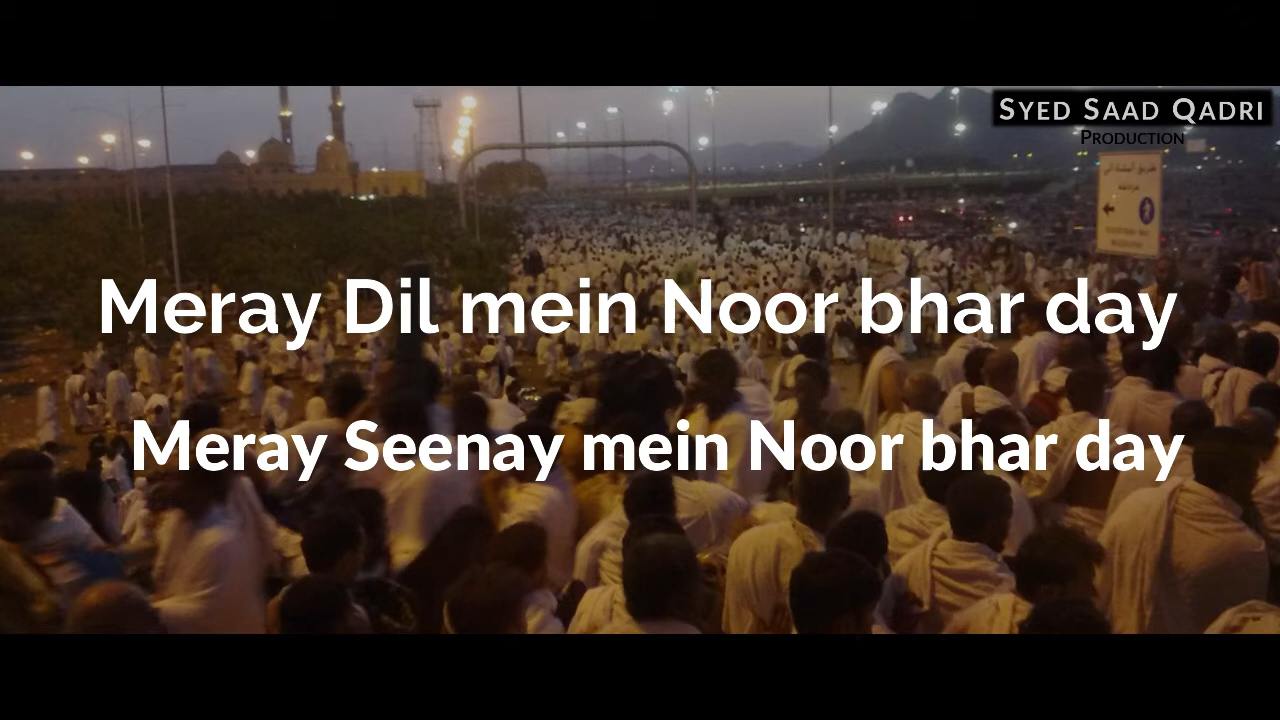 SYED SAAD QADRI
PRODUCTION
Meray Dil mein Noor bhar day
Meray Seenay mein Noor bhar day